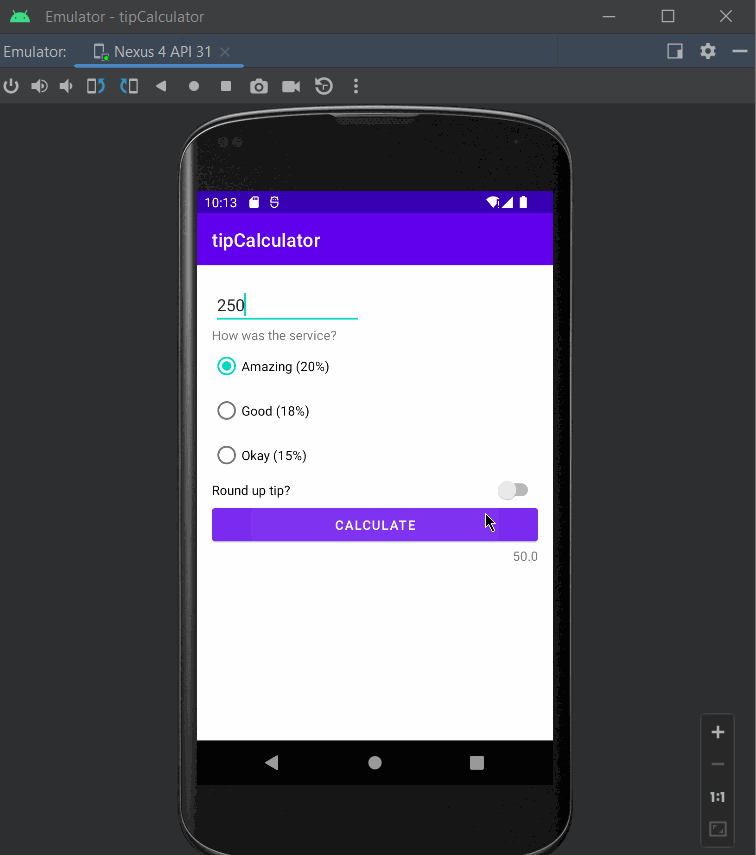 Emulator - tipCalculator
Emulator: Nexus 4 API 31
10:13
tipCalculator
250
How was the service?
Amazing (20%)
Good (18%)
Okay (15%)
Round up tip?
CALCULATE
50.0
1:1